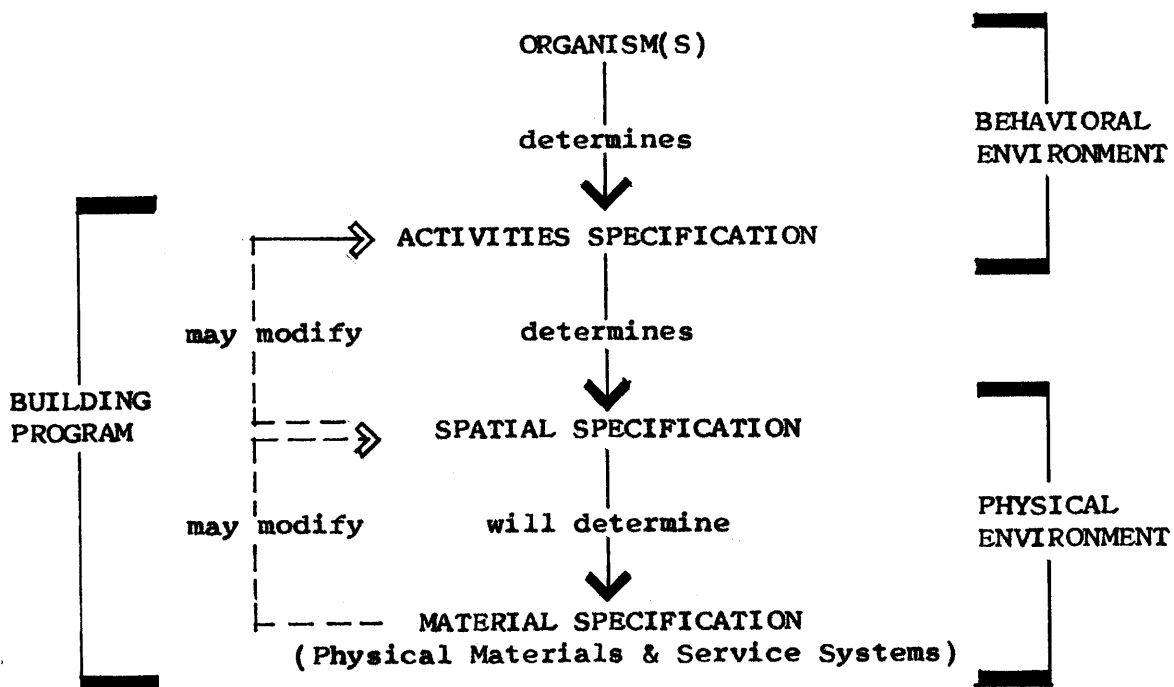 ORGANISM(S)
determines
BEHAVIORAL
ENVIRONMENT
ACTIVITIES SPECIFICATION
may modify
determines
BUILDING
PROGRAM
SPATIAL SPECIFICATION
may modify
will determine
PHYSICAL
ENVIRONMENT
MATERIAL SPECIFICATION
(Physical Materials & Service Systems)